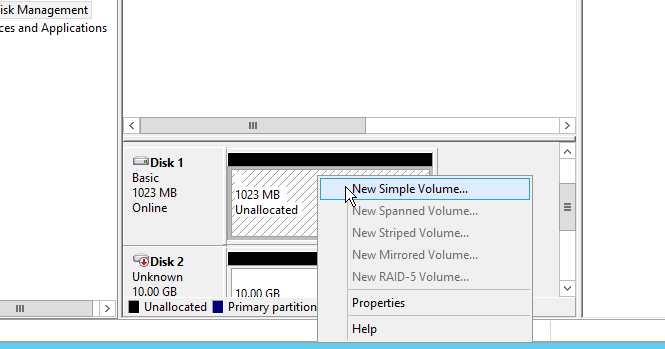 isk Management
ces and Applications
Disk 1
Basic
1023 MB
Online
1023 MB
Unallocated
New Simple Volume...
New Spanned Volume...
New Striped Volume...
New Mirrored Volume...
New RAID-5 Volume...
Properties
Help
Disk 2
Unknown
10.00 GB
10.00 GB
Unallocated
Primary partition